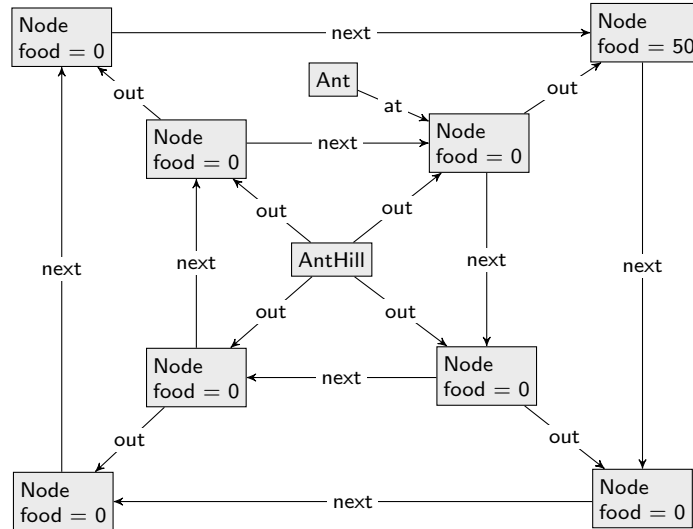 Node
food = 0
next
Node
food = 50
Ant
out
at
out
Node
food = 0
next
Node
food = 0
out
out
AntHill
next
next
next
out
out
Node
food = 0
next
Node
food = 0
out
out
Node
food = 0
next
Node
food = 0
next